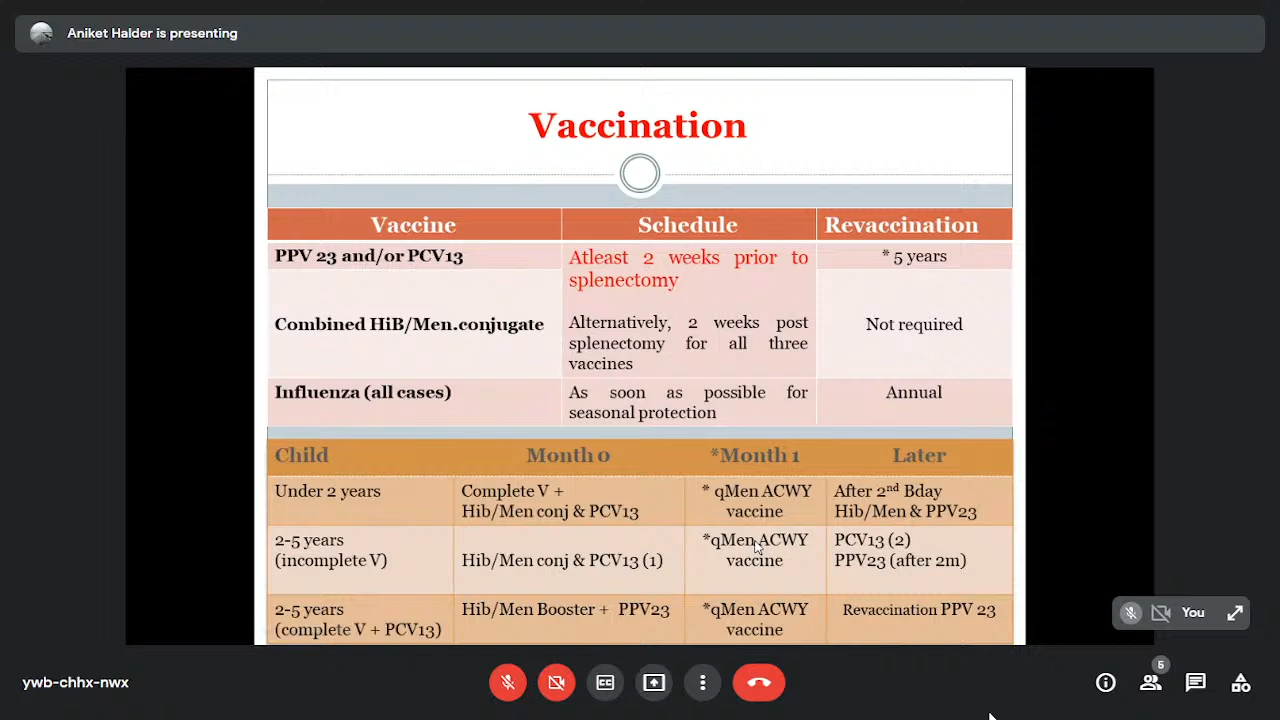 Aniket Halder is presenting
Vaccination
Vaccine Schedule Revaccination
PPV 23 and/or PCV13
Atleast 2 weeks prior to
splenectomy
* 5 years
Combined HiB/Men.conjugate
Alternatively, 2 weeks post
splenectomy for all three
vaccines
Not required
Influenza (all cases)
As soon as possible for
seasonal protection
Annual
Child Month 0 *Month 1 Later
Under 2 years
Complete V +
Hib/Men conj & PCV13
* qMen ACWY
vaccine
After 2nd Bday
Hib/Men & PPV23
2-5 years
(incomplete V)
Hib/Men conj & PCV13 (1)
*qMen ACWY
vaccine
PCV13 (2)
PPV23 (after 2m)
2-5 years
(complete V + PCV13)
Hib/Men Booster + PPV23
*qMen ACWY
vaccine
Revaccination PPV 23
You
ywb-chhx-nwx
CC
5